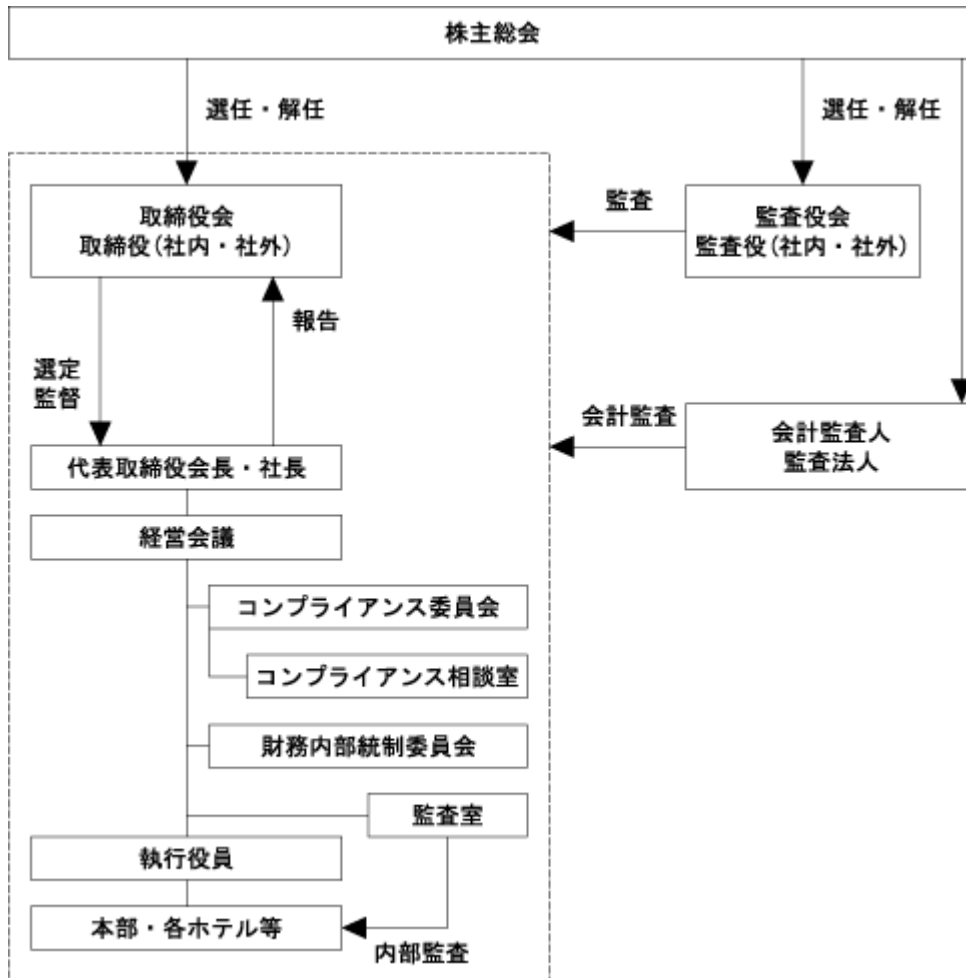 株主総会
選任・解任
選任・解任
取締役会
取締役(社内・社外)
監査
監査役会
監査役(社内・社外)
報告
選定
監督
会計監査
会計監査人
監査法人
代表取締役会長・社長
経営会議
コンプライアンス委員会
コンプライアンス相談室
財務内部統制委員会
監査室
執行役員
本部・各ホテル等
内部監査